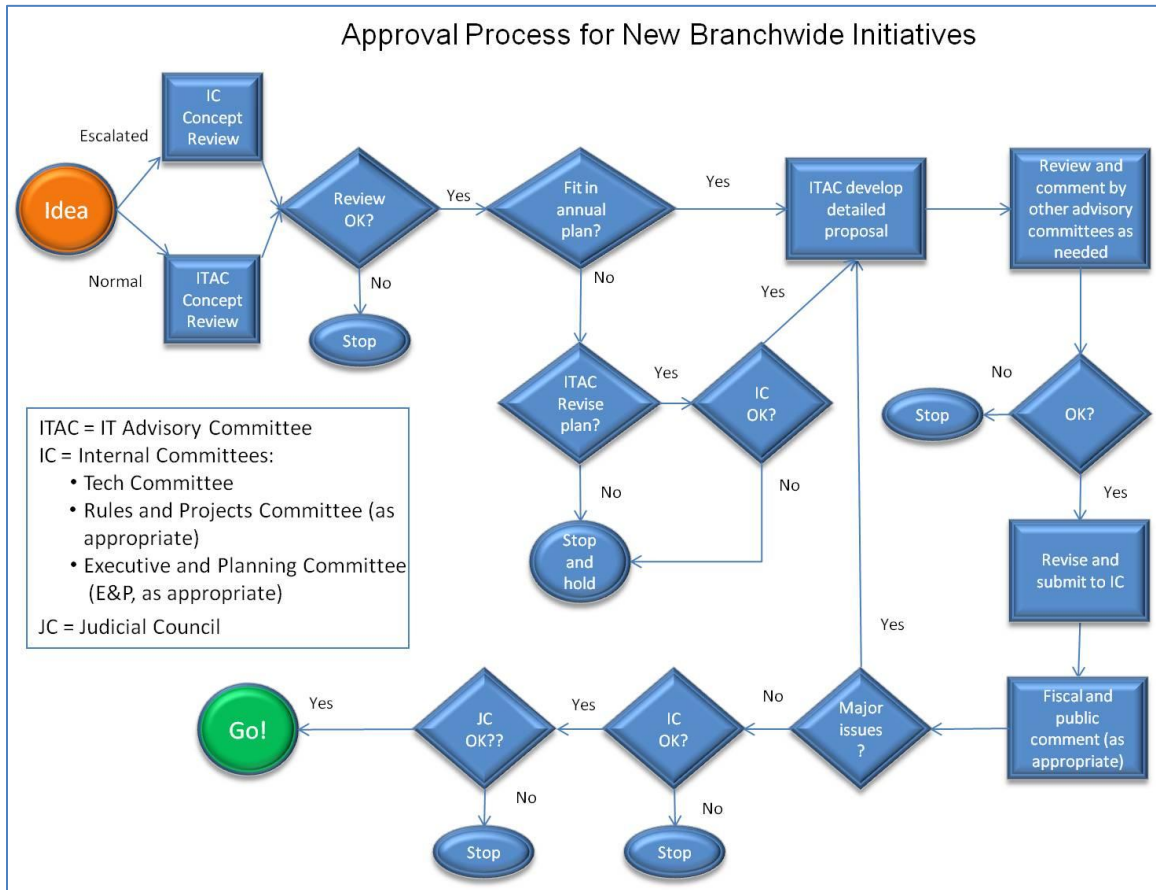 Approval Process for New Branchwide Initiatives
IC
Concept
Review
Escalated
Idea
Normal
ITAC
Concept
Review
Review
OK?
Yes
No
Stop
Fit in
annual
plan?
Yes
No
ITAC develop
detailed
proposal
Review and
comment by
other advisory
committees as
needed
ITAC
Revise
plan?
Yes
No
IC
OK?
Yes
No
Stop
and
hold
OK?
No
Stop
Yes
Revise and
submit to IC
Fiscal and
public
comment (as
appropriate)
Major
issues
?
Yes
No
IC
OK?
Yes
No
Stop
JC
OK??
Yes
No
Stop
Go!
ITAC = IT Advisory Committee
IC = Internal Committees:
• Tech Committee
• Rules and Projects Committee (as
appropriate)
• Executive and Planning Committee
(E&P, as appropriate)
JC = Judicial Council